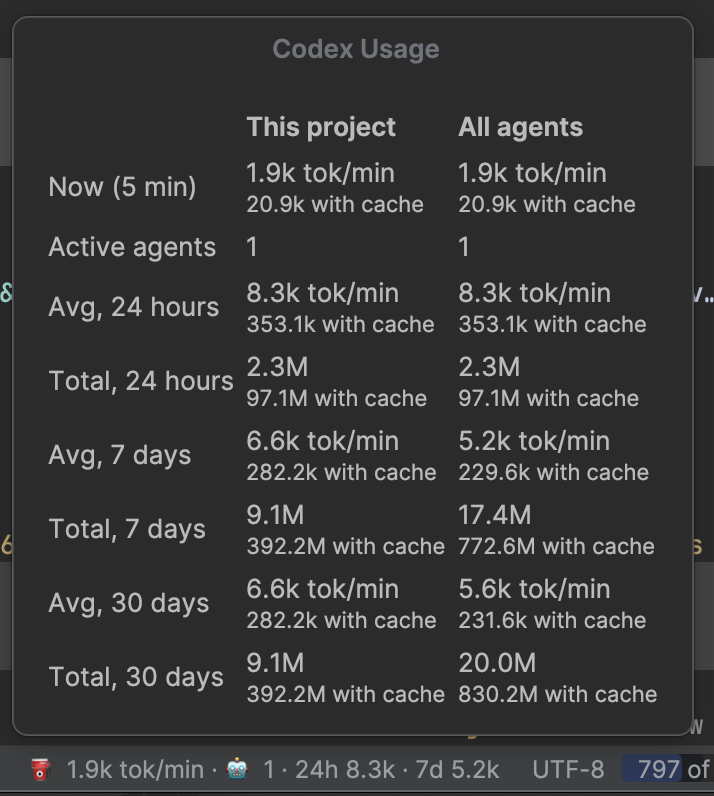 Codex Usage
This project All agents
Now (5 min) 1.9k tok/min 1.9k tok/min
20.9k with cache 20.9k with cache
Active agents 1 1
Avg, 24 hours 8.3k tok/min 8.3k tok/min
353.1k with cache 353.1k with cache
Total, 24 hours 2.3M 2.3M
97.1M with cache 97.1M with cache
Avg, 7 days 6.6k tok/min 5.2k tok/min
282.2k with cache 229.6k with cache
Total, 7 days 9.1M 17.4M
392.2M with cache 772.6M with cache
Avg, 30 days 6.6k tok/min 5.6k tok/min
282.2k with cache 231.6k with cache
Total, 30 days 9.1M 20.0M
392.2M with cache 830.2M with cache
1.9k tok/min · 1 · 24h 8.3k · 7d 5.2k UTF-8 797 of